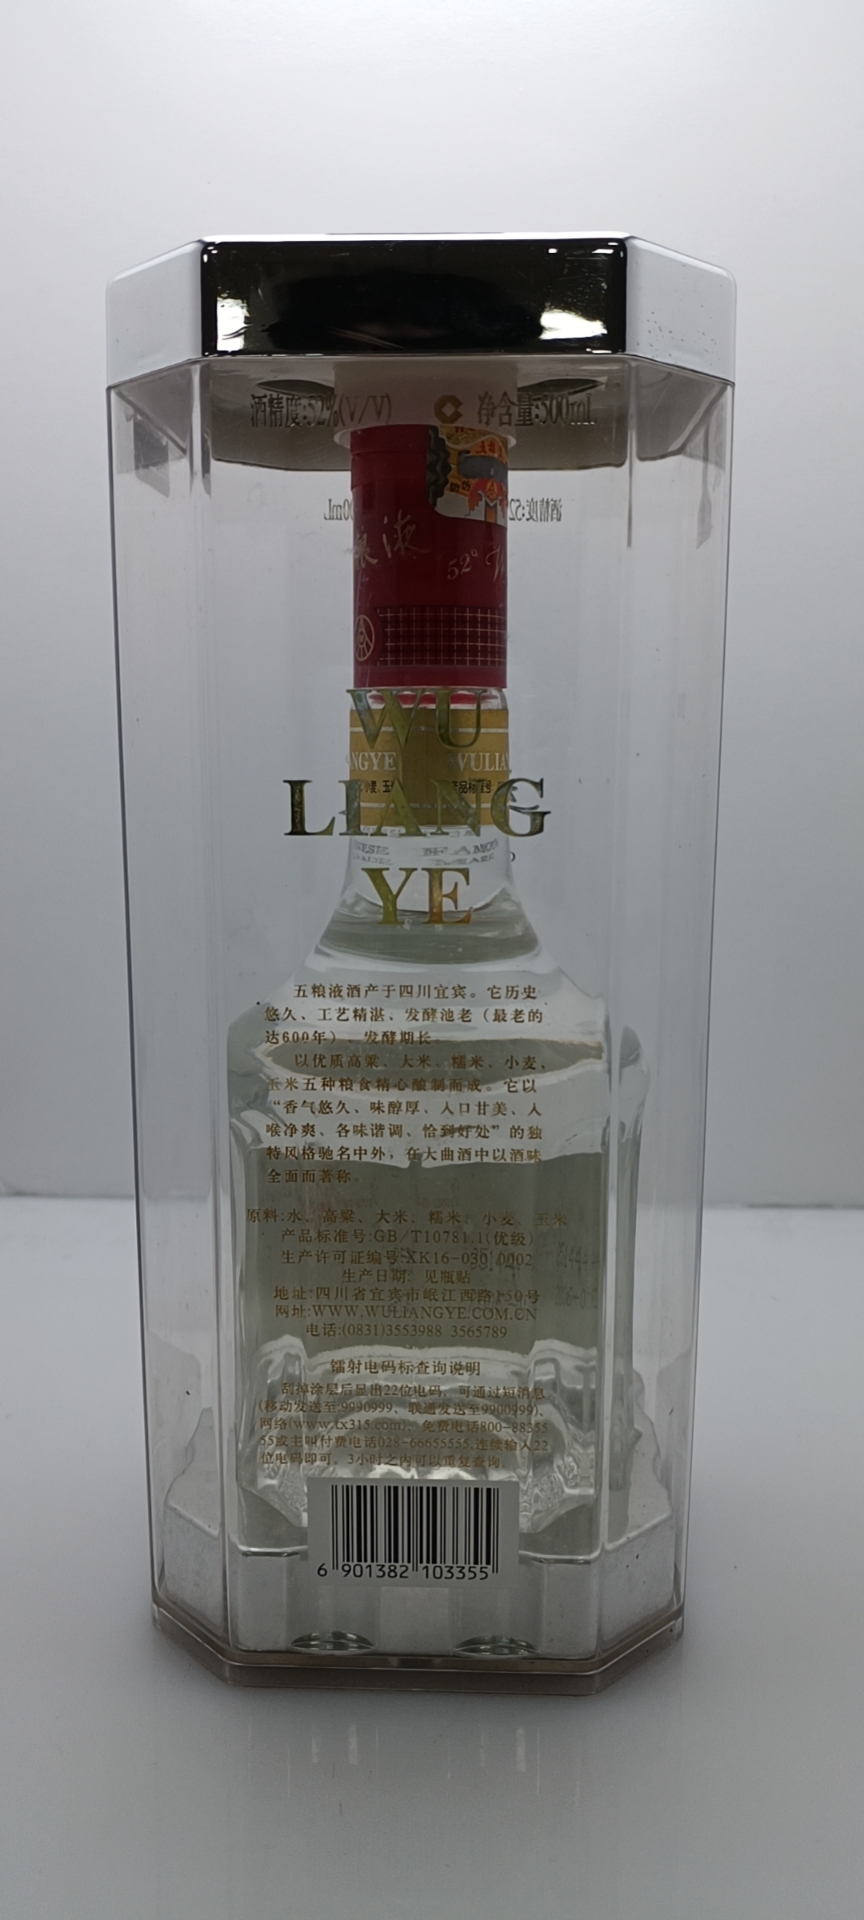 酒精度:52%(V/V) 净含量:500mL
粮液
52° W
WU
LIANG
YE
NGYE WULIA
五粮液酒产于四川宜宾。它历史
悠久、工艺精湛、发酵池老（最老的
达600年）、发酵期长。
以优质高粱、大米、糯米、小麦、
玉米五种粮食精心酿制而成。它以
“香气悠久、味醇厚、入口甘美、入
喉净爽、各味谐调、恰到好处”的独
特风格驰名中外，在大曲酒中以酒味
全面而著称。
原料:水、高粱、大米、糯米、小麦、玉米
产品标准号:GB/T10781.1(优级)
生产许可证编号:XK16-030 0002
生产日期: 见瓶贴
地址:四川省宜宾市岷江西路150号
网址:WWW.WULIANGYE.COM.CN
电话:(0831)3553988 3565789
镭射电码标查询说明
刮掉涂层后显出22位电码，可通过短消息
(移动发送至:9990999、联通发送至9900999)、
网络(www.tx315.com)、免费电话800-88355
55或主叫付费电话028-66655555,连续输入22
位电码即可。3小时之内可以重复查询。
6 901382 103355